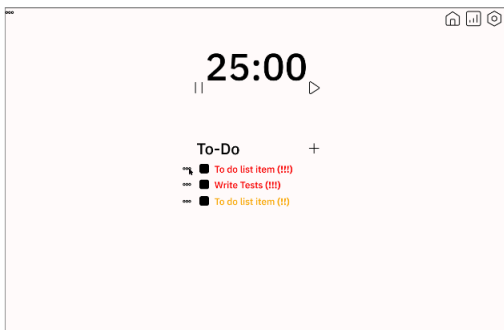 25:00
To-Do
To do list item (!!!)
Write Tests (!!!)
To do list item (!!)